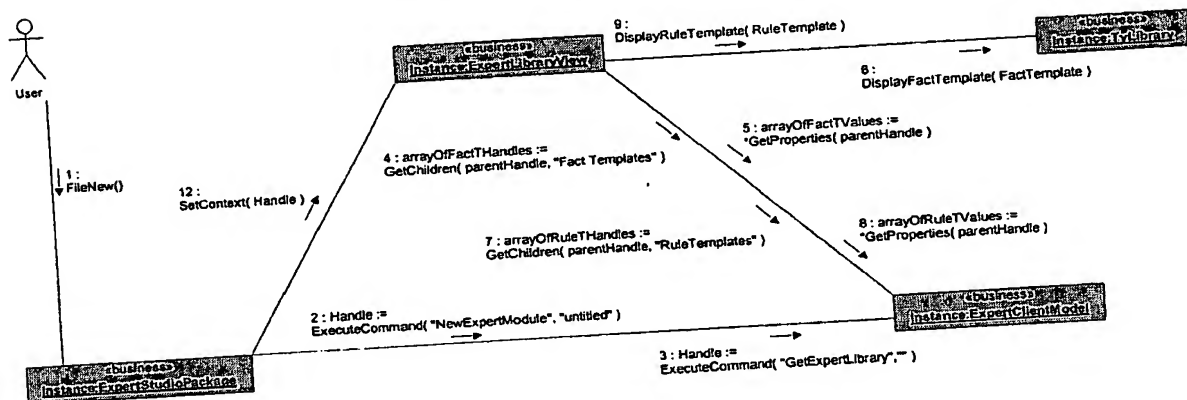 9 :
DisplayRuleTemplate( RuleTemplate )
«business»
Instance:ExpertLibraryView
«business»
Instance:TyLibrary
6 :
DisplayFactTemplate( FactTemplate )
User
5 : arrayOfFactTValues :=
*GetProperties( parentHandle )
4 : arrayOfFactTHandles :=
GetChildren( parentHandle, "Fact Templates" )
1 :
FileNew()
12 :
SetContext( Handle )
8 : arrayOfRuleTValues :=
*GetProperties( parentHandle )
7 : arrayOfRuleTHandles :=
GetChildren( parentHandle, "RuleTemplates" )
«business»
Instance:ExpertClientModel
2 : Handle :=
ExecuteCommand( "NewExpertModule", "untitled" )
3 : Handle :=
ExecuteCommand( "GetExpertLibrary","" )
«business»
Instance:ExpertStudioPackage